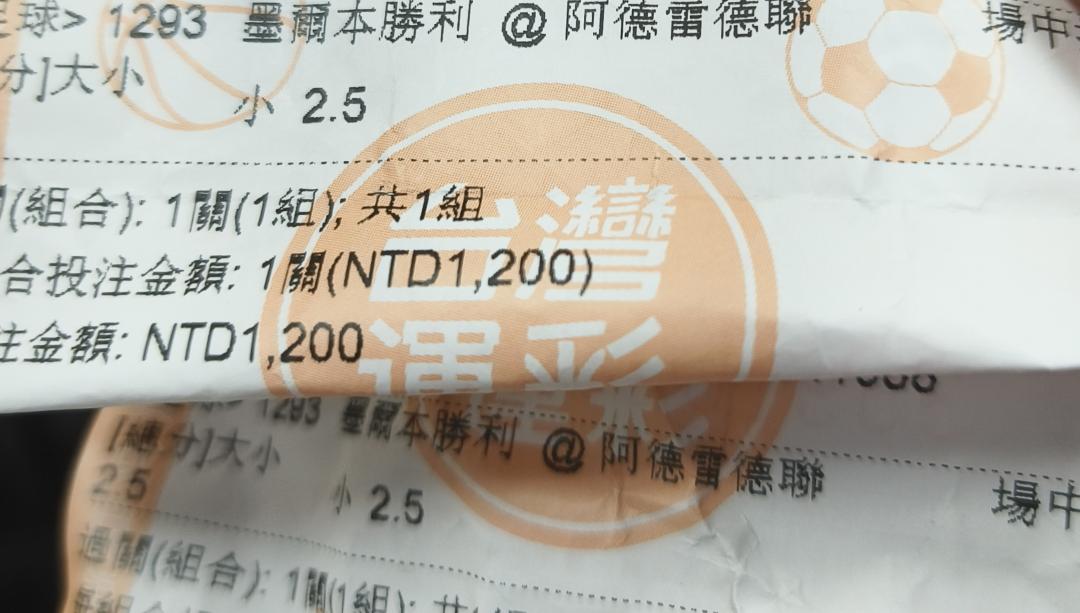 球> 1293 墨爾本勝利 @ 阿德雷德聯 場中
分]大小
小 2.5
(組合): 1關(1組); 共1組
合投注金額: 1關(NTD1,200)
注金額: NTD1,200
台灣
運彩
1293 墨爾本勝利 @ 阿德雷德聯 場中
[總分]大小
2.5 小 2.5
過關(組合): 1關(1組); 共